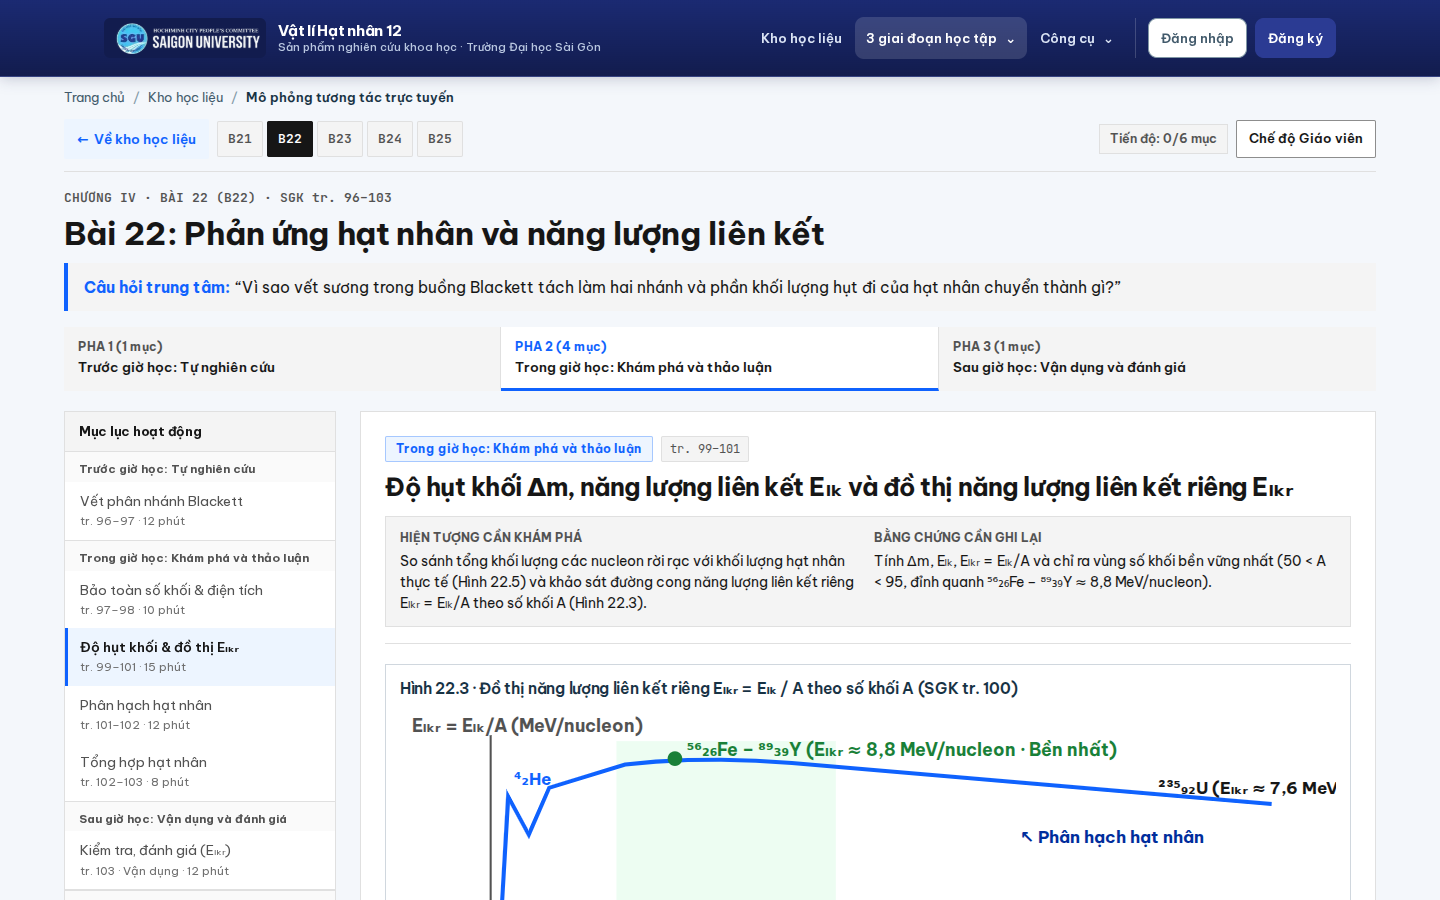 HOCHIMINH CITY PEOPLE'S COMMITTEE
SGU SAIGON UNIVERSITY
Vật lí Hạt nhân 12
Sản phẩm nghiên cứu khoa học · Trường Đại học Sài Gòn
Kho học liệu
3 giai đoạn học tập
Công cụ
Đăng nhập
Đăng ký
Trang chủ / Kho học liệu / Mô phỏng tương tác trực tuyến
← Về kho học liệu
B21
B22
B23
B24
B25
Tiến độ: 0/6 mục
Chế độ Giáo viên
CHƯƠNG IV · BÀI 22 (B22) · SGK tr. 96–103
Bài 22: Phản ứng hạt nhân và năng lượng liên kết
Câu hỏi trung tâm: “Vì sao vết sương trong buồng Blackett tách làm hai nhánh và phần khối lượng hụt đi của hạt nhân chuyển thành gì?”
PHA 1 (1 mục)
Trước giờ học: Tự nghiên cứu
PHA 2 (4 mục)
Trong giờ học: Khám phá và thảo luận
PHA 3 (1 mục)
Sau giờ học: Vận dụng và đánh giá
Mục lục hoạt động
Trước giờ học: Tự nghiên cứu
Vết phân nhánh Blackett
tr. 96–97 · 12 phút
Trong giờ học: Khám phá và thảo luận
Bảo toàn số khối & điện tích
tr. 97–98 · 10 phút
Độ hụt khối & đồ thị Eₗₖᵣ
tr. 99–101 · 15 phút
Phân hạch hạt nhân
tr. 101–102 · 12 phút
Tổng hợp hạt nhân
tr. 102–103 · 8 phút
Sau giờ học: Vận dụng và đánh giá
Kiểm tra, đánh giá (Eₗₖᵣ)
tr. 103 · Vận dụng · 12 phút
Trong giờ học: Khám phá và thảo luận
tr. 99–101
Độ hụt khối Δm, năng lượng liên kết Eₗₖ và đồ thị năng lượng liên kết riêng Eₗₖᵣ
HIỆN TƯỢNG CẦN KHÁM PHÁ
So sánh tổng khối lượng các nucleon rời rạc với khối lượng hạt nhân
thực tế (Hình 22.5) và khảo sát đường cong năng lượng liên kết riêng
Eₗₖᵣ = Eₗₖ/A theo số khối A (Hình 22.3).
BẰNG CHỨNG CẦN GHI LẠI
Tính Δm, Eₗₖ, Eₗₖᵣ = Eₗₖ/A và chỉ ra vùng số khối bền vững nhất (50 < A
< 95, đỉnh quanh ⁵⁶₂₆Fe – ⁸⁹₃₉Y ≈ 8,8 MeV/nucleon).
Hình 22.3 · Đồ thị năng lượng liên kết riêng Eₗₖᵣ = Eₗₖ / A theo số khối A (SGK tr. 100)
Eₗₖᵣ = Eₗₖ/A (MeV/nucleon)
⁵⁶₂₆Fe – ⁸⁹₃₉Y (Eₗₖᵣ ≈ 8,8 MeV/nucleon · Bền nhất)
⁴₂He
²³⁵₉₂U (Eₗₖᵣ ≈ 7,6 MeV
↖ Phân hạch hạt nhân